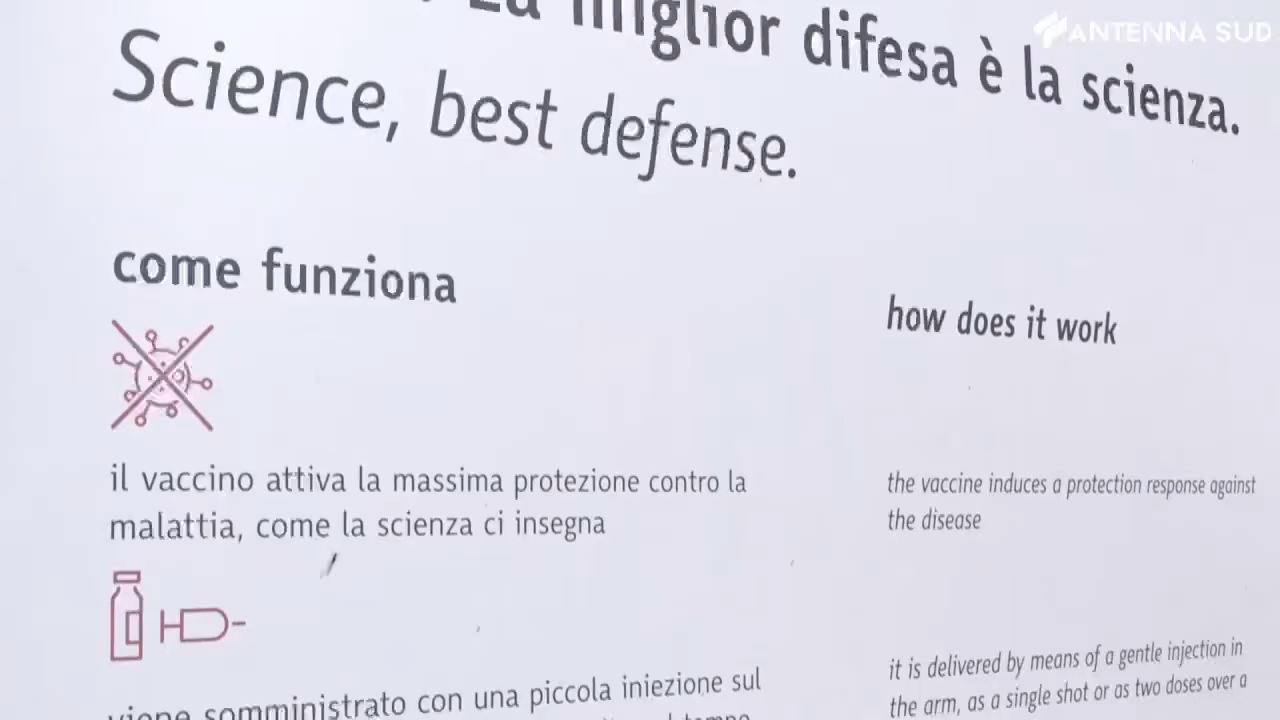 La miglior difesa è la scienza.
Science, best defense.
come funziona
how does it work
il vaccino attiva la massima protezione contro la
malattia, come la scienza ci insegna
the vaccine induces a protection response against
the disease
viene somministrato con una piccola iniezione sul
tempo
it is delivered by means of a gentle injection in
the arm, as a single shot or as two doses over a
ANTENNA SUD